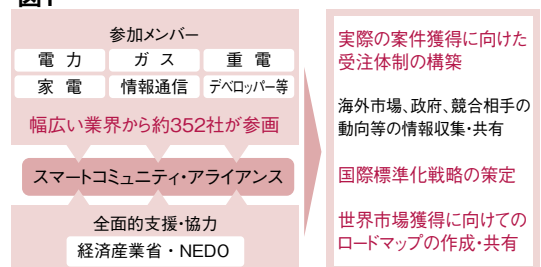 図1
参加メンバー
電 力
ガ ス
重 電
家 電
情報通信
デベロッパー等
幅広い業界から約352社が参画
スマートコミュニティ・アライアンス
全面的支援・協力
経済産業省・NEDO
実際の案件獲得に向けた
受注体制の構築
海外市場、政府、競合相手の
動向等の情報収集・共有
国際標準化戦略の策定
世界市場獲得に向けての
ロードマップの作成・共有